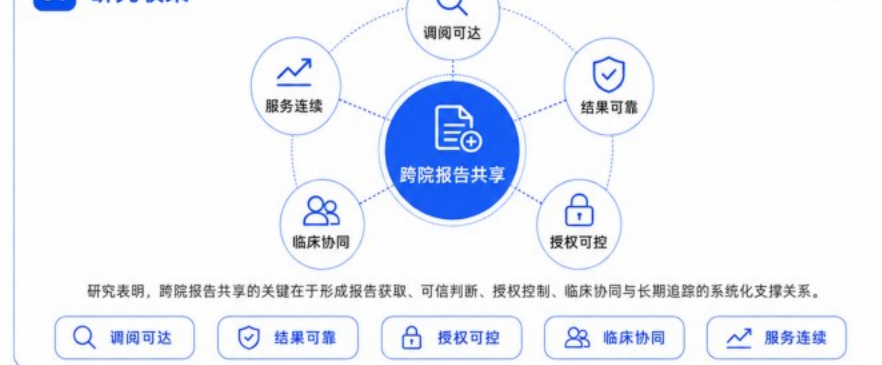 调阅可达
服务连续
结果可靠
跨院报告共享
临床协同
授权可控
研究表明，跨院报告共享的关键在于形成报告获取、可信判断、授权控制、临床协同与长期追踪的系统化支撑关系。
调阅可达
结果可靠
授权可控
临床协同
服务连续